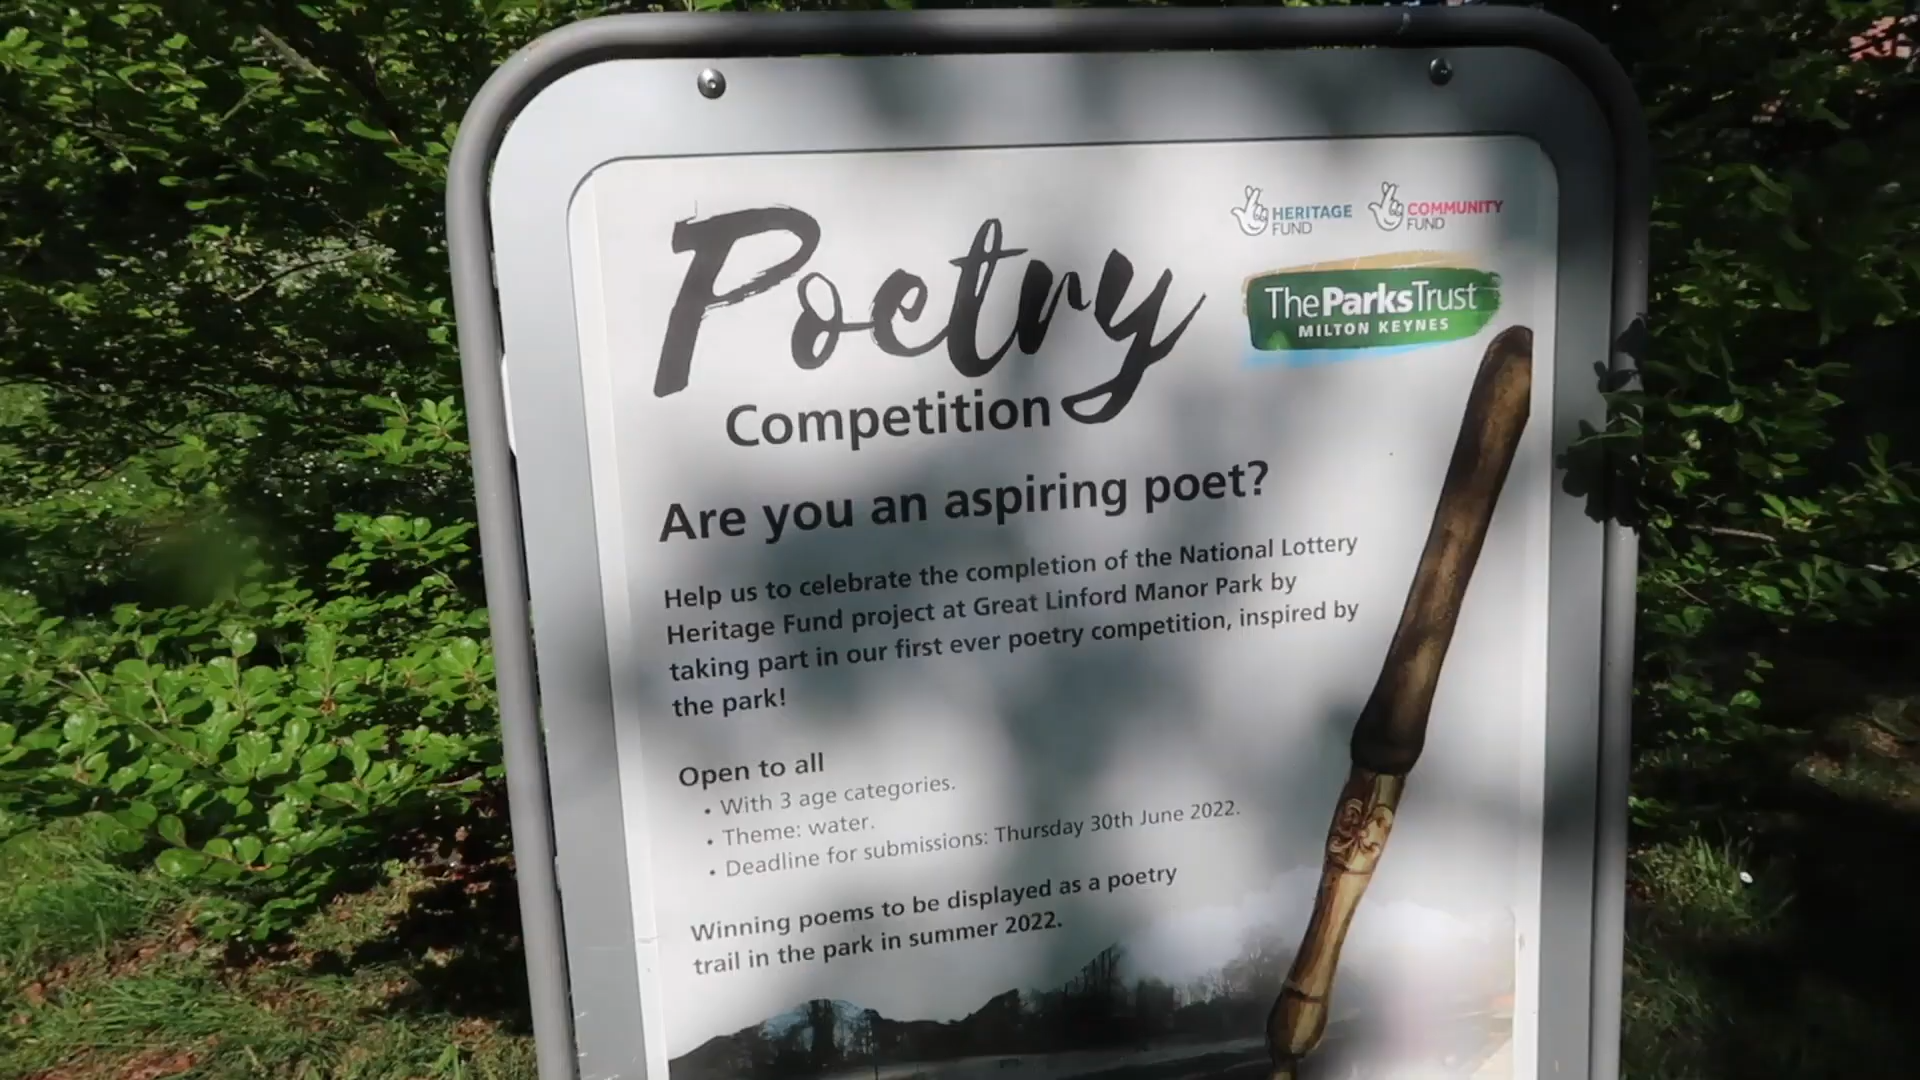 Poetry
Competition
HERITAGE
FUND
COMMUNITY
FUND
TheParksTrust
MILTON KEYNES
Are you an aspiring poet?
Help us to celebrate the completion of the National Lottery
Heritage Fund project at Great Linford Manor Park by
taking part in our first ever poetry competition, inspired by
the park!
Open to all
• With 3 age categories.
• Theme: water.
• Deadline for submissions: Thursday 30th June 2022.
Winning poems to be displayed as a poetry
trail in the park in summer 2022.